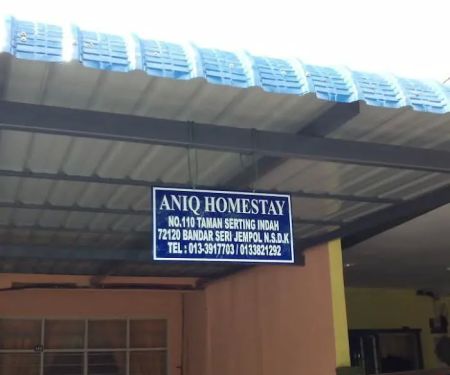 ANIQ HOMESTAY
NO.110 TAMAN SERTING INDAH
72120 BANDAR SERI JEMPOL N.S.D.K
TEL : 013-3917703 / 0133821292